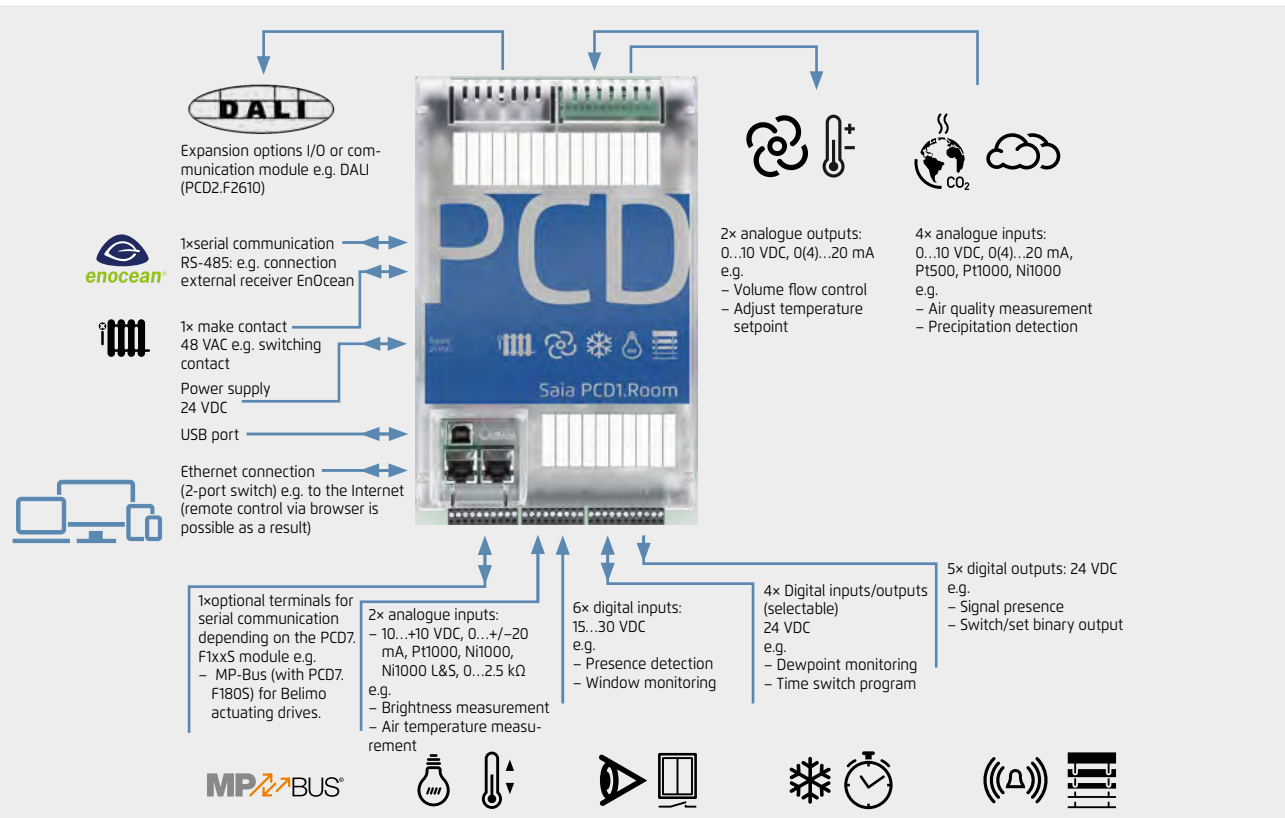 DALI
Expansion options I/O or com-
munication module e.g. DALI
(PCD2.F2610)
enocean®
1×serial communication
RS-485: e.g. connection
external receiver EnOcean
1× make contact
48 VAC e.g. switching
contact
Power supply
24 VDC
USB port
Ethernet connection
(2-port switch) e.g. to the Internet
(remote control via browser is
possible as a result)
PCD
Saia PCD1.Room
CO₂
2× analogue outputs:
0...10 VDC, 0(4)...20 mA
e.g.
– Volume flow control
– Adjust temperature
setpoint
4× analogue inputs:
0...10 VDC, 0(4)...20 mA,
Pt500, Pt1000, Ni1000
e.g.
– Air quality measurement
– Precipitation detection
1×optional terminals for
serial communication
depending on the PCD7.
F1xxS module e.g.
– MP-Bus (with PCD7.
F180S) for Belimo
actuating drives.
2× analogue inputs:
– 10...+10 VDC, 0...+/–20
mA, Pt1000, Ni1000,
Ni1000 L&S, 0...2.5 kΩ
e.g.
– Brightness measurement
– Air temperature measu-
rement
6× digital inputs:
15...30 VDC
e.g.
– Presence detection
– Window monitoring
4× Digital inputs/outputs
(selectable)
24 VDC
e.g.
– Dewpoint monitoring
– Time switch program
5× digital outputs: 24 VDC
e.g.
– Signal presence
– Switch/set binary output
MP BUS®